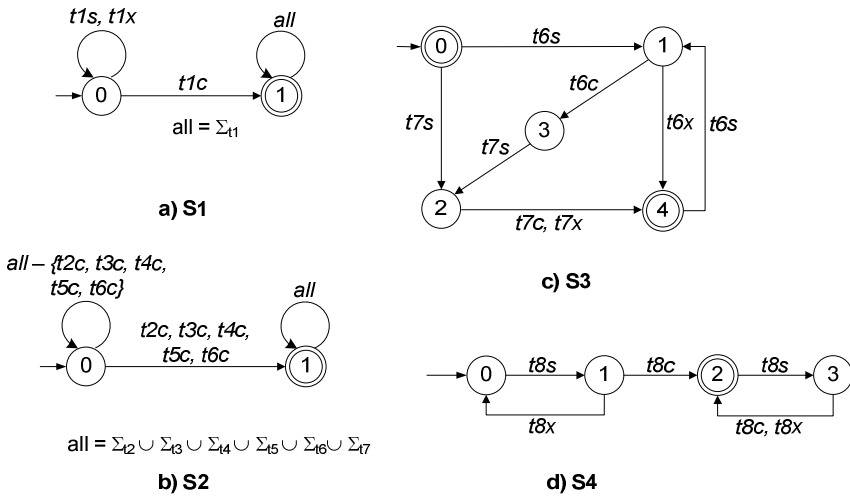 t1s, t1x
all
0
t1c
1
all = Σt1
a) S1
all – {t2c, t3c, t4c,
t5c, t6c}
all
t2c, t3c, t4c,
t5c, t6c
0
1
all = Σt2 ∪ Σt3 ∪ Σt4 ∪ Σt5 ∪ Σt6 ∪ Σt7
b) S2
0
t6s
1
t6c
t7s
3
t6x
t6s
t7s
2
t7c, t7x
4
c) S3
0
t8s
1
t8c
2
t8s
3
t8x
t8c, t8x
d) S4